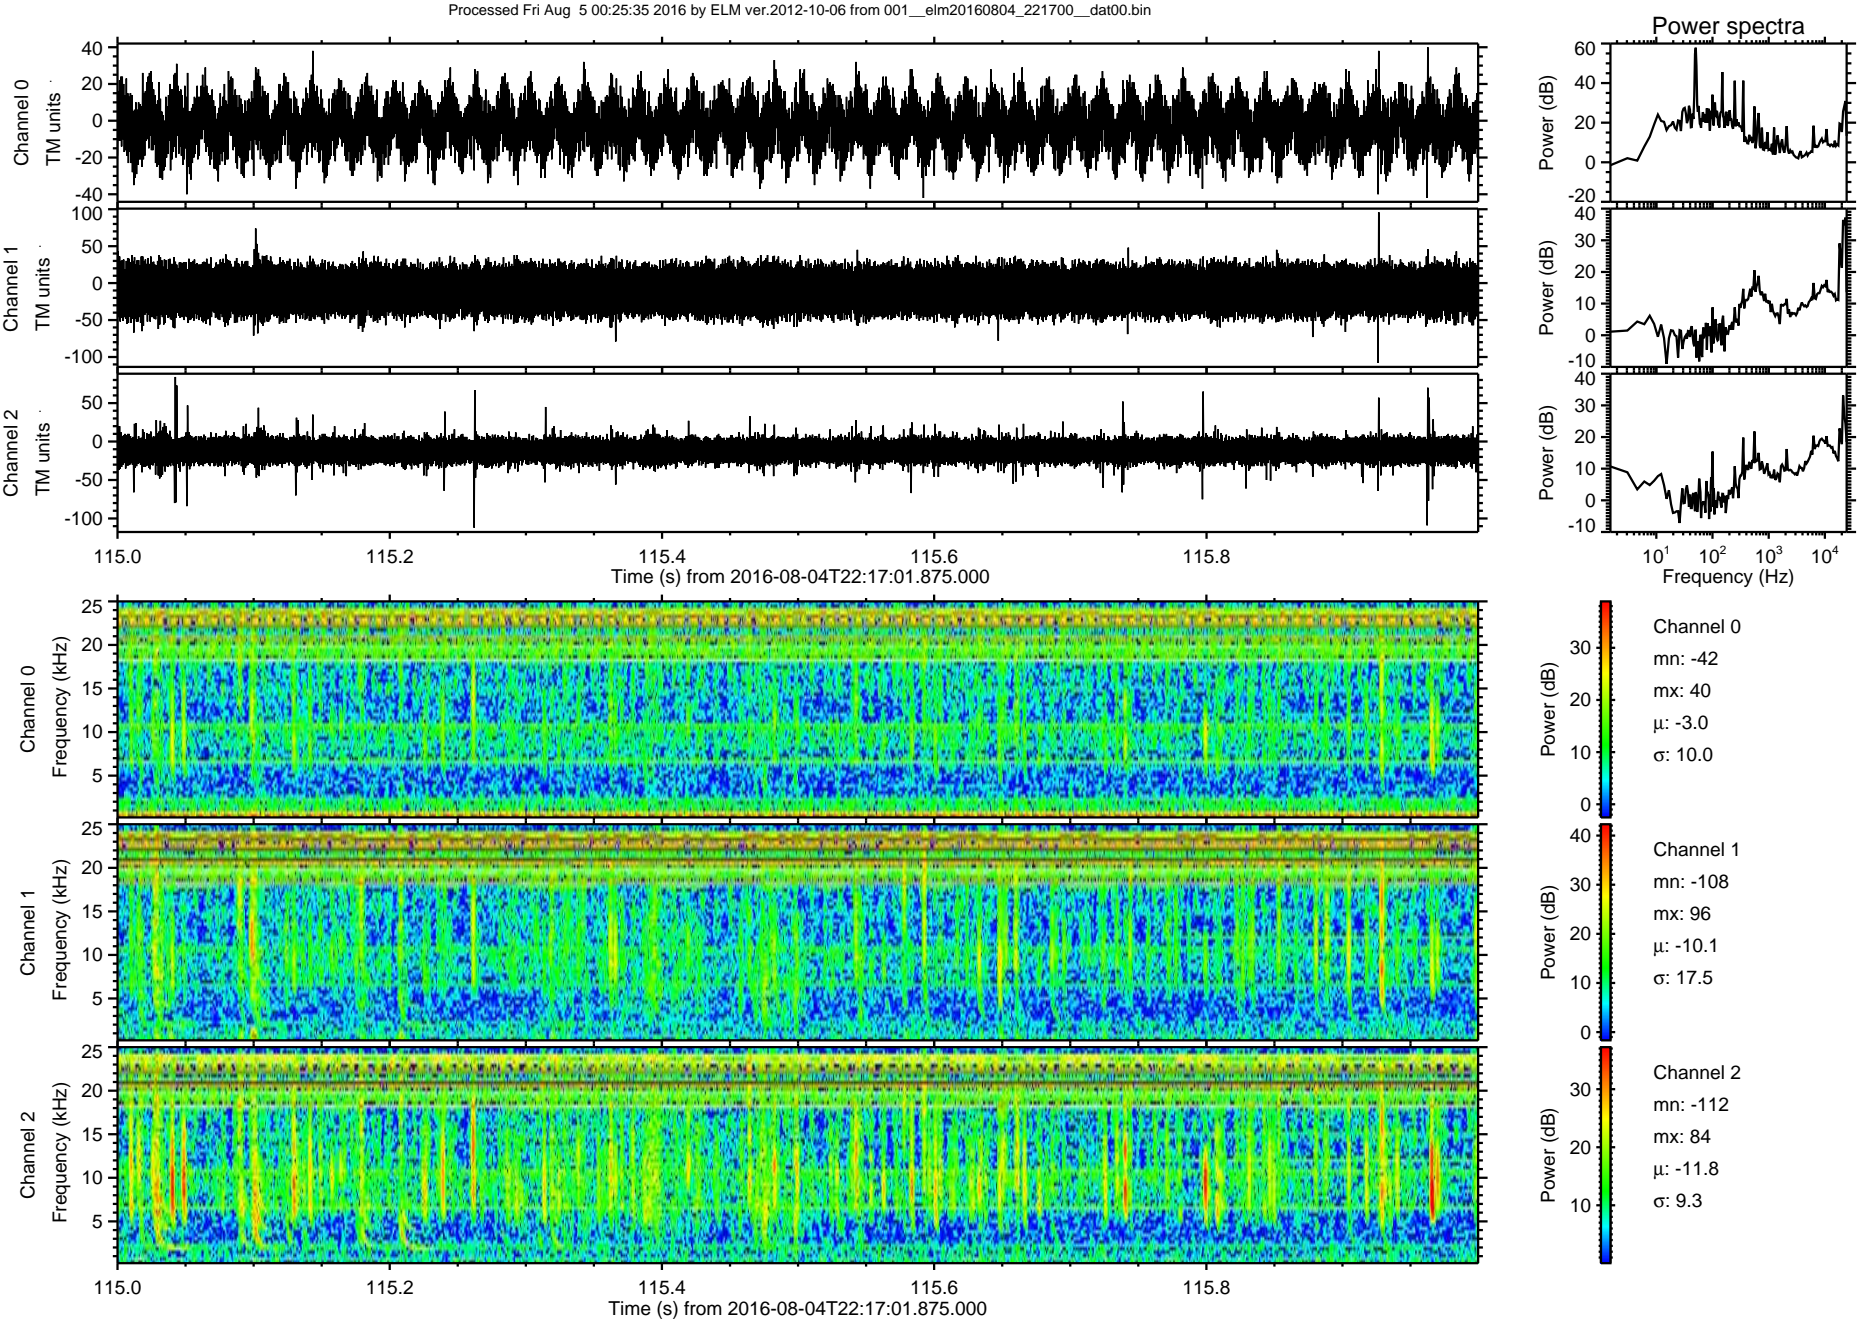 Processed Fri Aug  5 00:25:35 2016 by ELM ver.2012-10-06 from 001__elm20160804_221700__dat00.bin
Power spectra
Channel 0
TM units
40
20
0
-20
-40
Power (dB)
60
40
20
0
-20
Channel 1
TM units
100
50
0
-50
-100
Power (dB)
40
30
20
10
0
-10
Channel 2
TM units
50
0
-50
-100
Power (dB)
40
30
20
10
0
-10
115.0 115.2 115.4 115.6 115.8
Time (s) from 2016-08-04T22:17:01.875.000
10¹ 10² 10³ 10⁴
Frequency (Hz)
Channel 0
Frequency (kHz)
25
20
15
10
5
Power (dB)
30
20
10
0
Channel 0
mn: -42
mx: 40
μ: -3.0
σ: 10.0
Channel 1
Frequency (kHz)
25
20
15
10
5
Power (dB)
40
30
20
10
0
Channel 1
mn: -108
mx: 96
μ: -10.1
σ: 17.5
Channel 2
Frequency (kHz)
25
20
15
10
5
Power (dB)
30
20
10
Channel 2
mn: -112
mx: 84
μ: -11.8
σ: 9.3
115.0 115.2 115.4 115.6 115.8
Time (s) from 2016-08-04T22:17:01.875.000